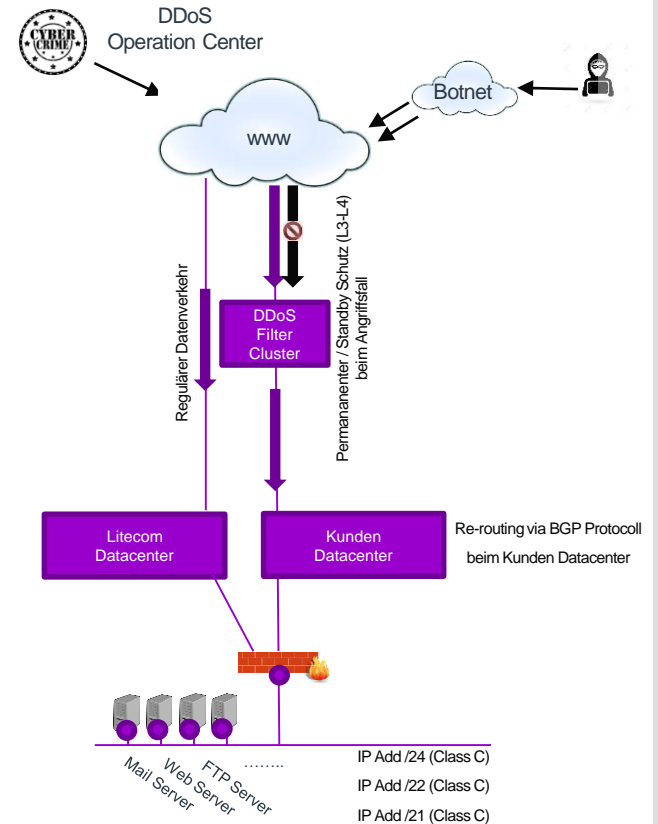 CYBER
CRIME
DDoS
Operation Center
Botnet
www
Regulärer Datenverkehr
Permananenter / Standby Schutz (L3-L4)
beim Angriffsfall
DDoS
Filter
Cluster
Litecom
Datacenter
Kunden
Datacenter
Re-routing via BGP Protocoll
beim Kunden Datacenter
Mail Server
Web Server
FTP Server
........
IP Add /24 (Class C)
IP Add /22 (Class C)
IP Add /21 (Class C)